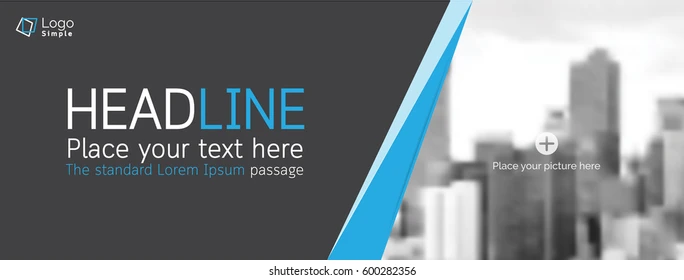 Logo
Simple
HEADLINE
Place your text here
The standard Lorem Ipsum passage
Place your picture here
www.shutterstock.com · 600282356